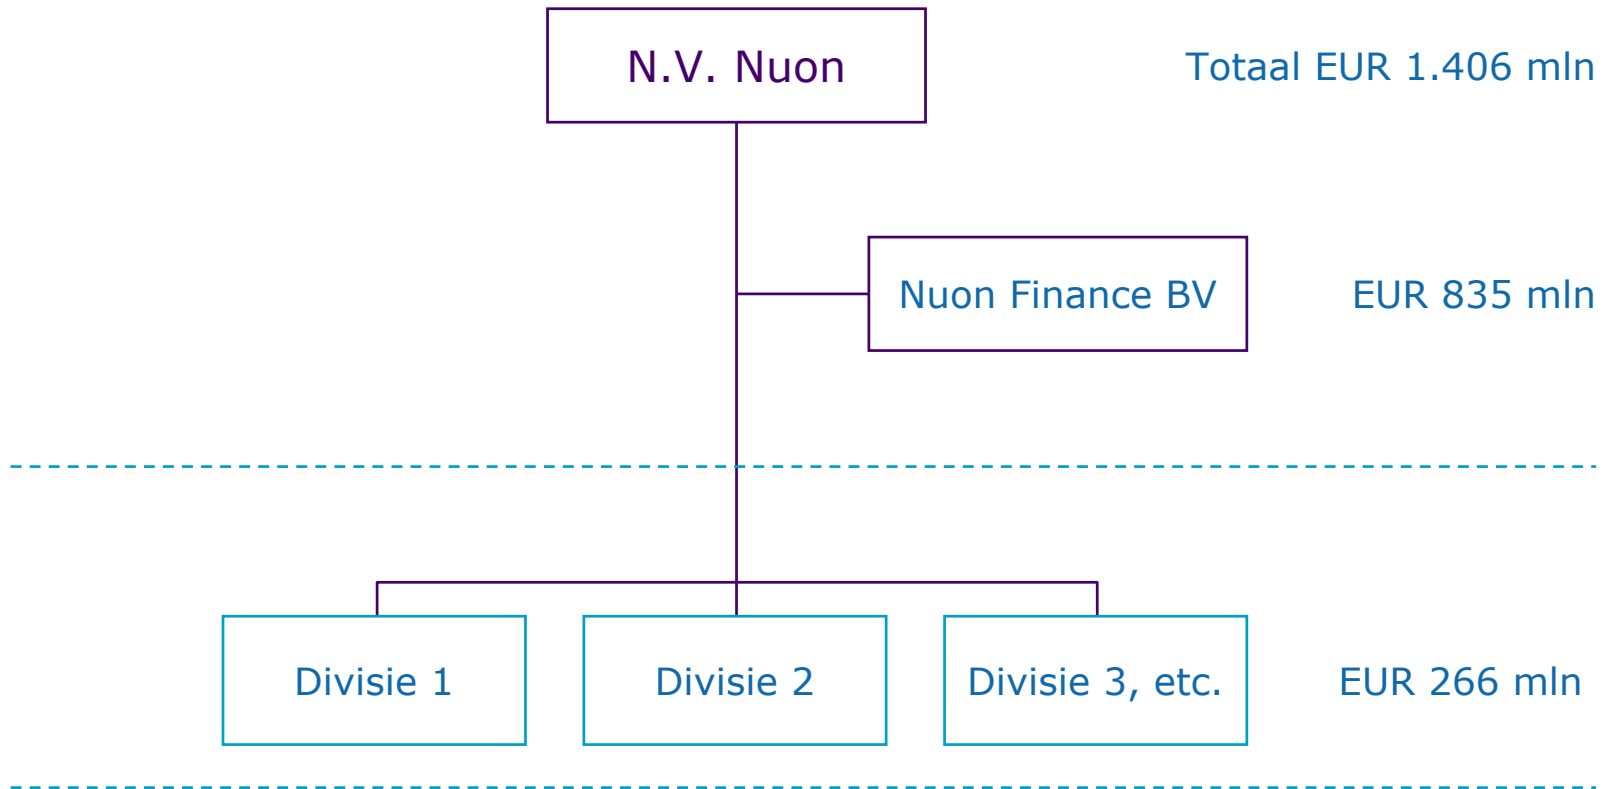 N.V. Nuon
Totaal EUR 1.406 mln
Nuon Finance BV
EUR 835 mln
Divisie 1
Divisie 2
Divisie 3, etc.
EUR 266 mln